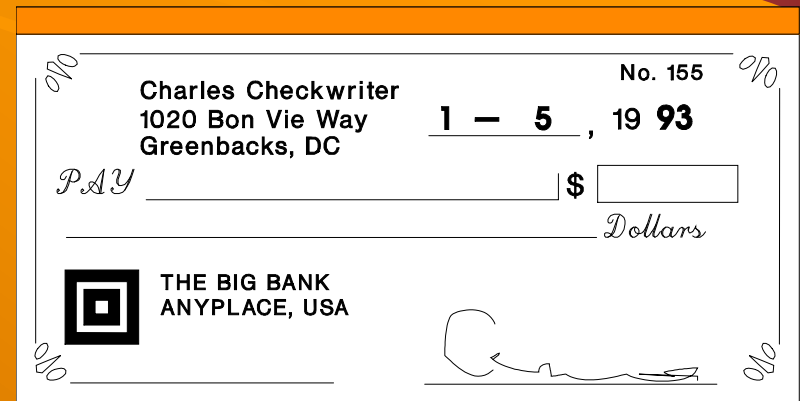 No. 155
Charles Checkwriter
1020 Bon Vie Way
Greenbacks, DC
1 — 5 , 19 93
PAY $
Dollars
THE BIG BANK
ANYPLACE, USA